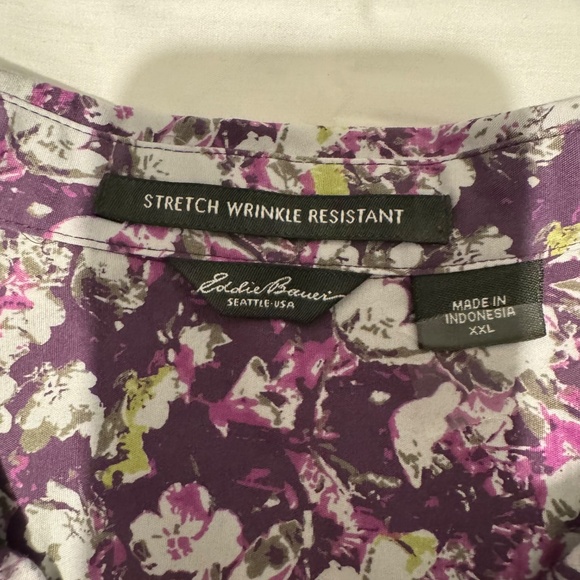 STRETCH WRINKLE RESISTANT
Eddie Bauer
SEATTLE·USA
MADE IN
INDONESIA
XXL